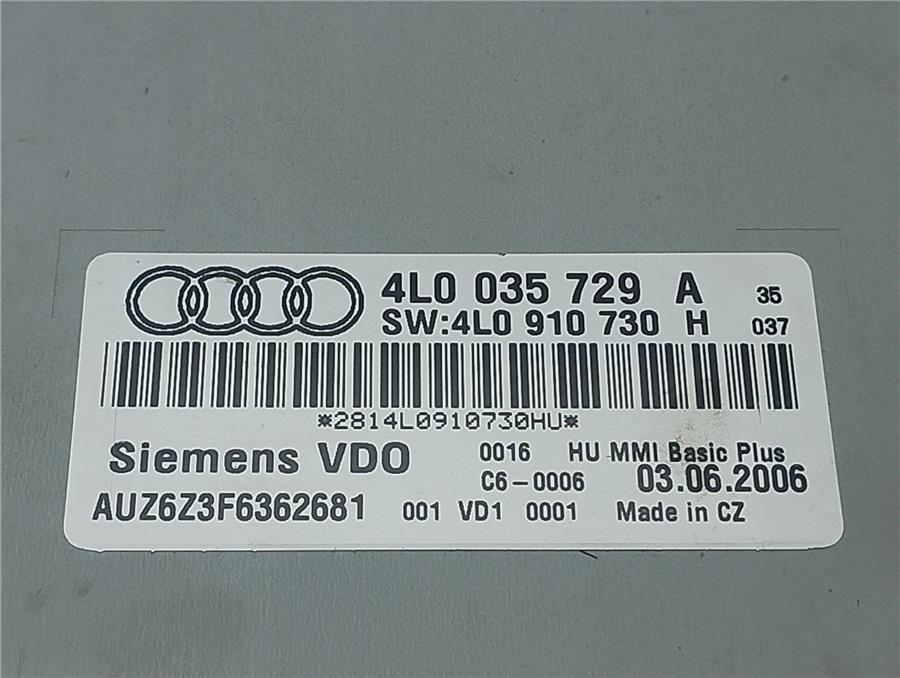 4L0 035 729 A 35
SW:4L0 910 730 H 037
*2814L0910730HU*
Siemens VDO 0016 HU MMI Basic Plus
C6-0006 03.06.2006
AUZ6Z3F6362681 001 VD1 0001 Made in CZ